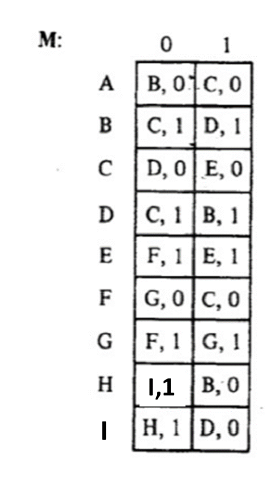 M:
0 1
A B, 0 C, 0
B C, 1 D, 1
C D, 0 E, 0
D C, 1 B, 1
E F, 1 E, 1
F G, 0 C, 0
G F, 1 G, 1
H I,1 B, 0
I H, 1 D, 0